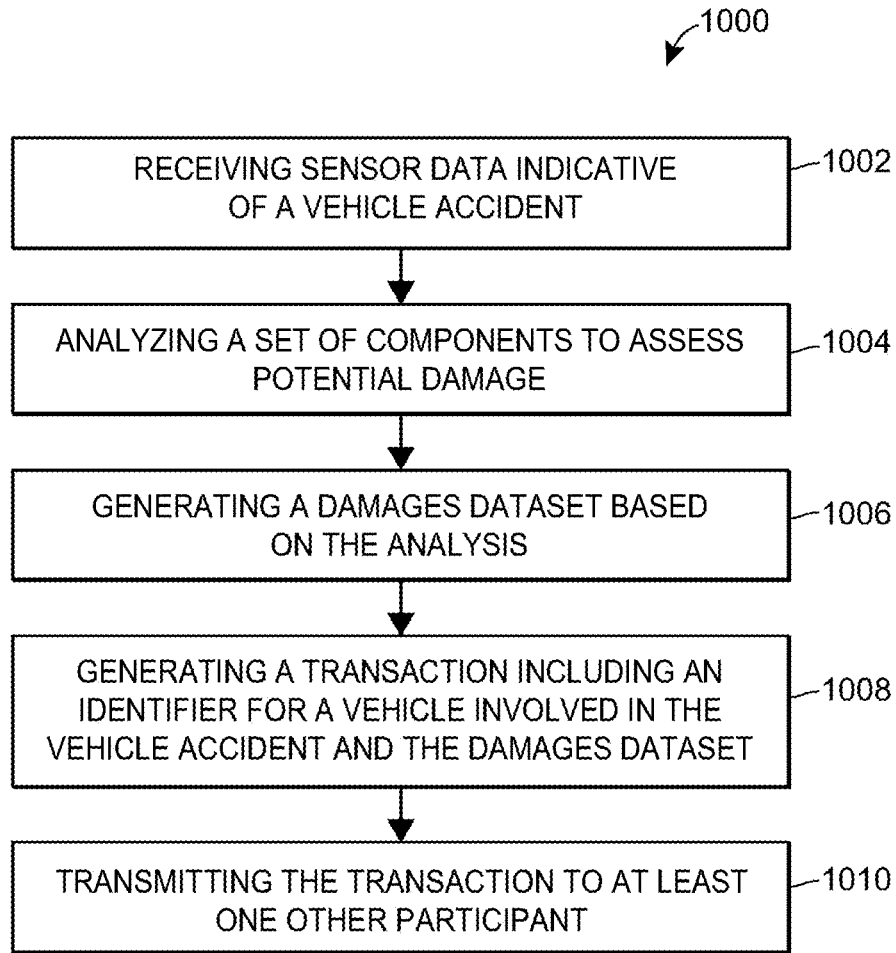 1000
RECEIVING SENSOR DATA INDICATIVE
OF A VEHICLE ACCIDENT
1002
ANALYZING A SET OF COMPONENTS TO ASSESS
POTENTIAL DAMAGE
1004
GENERATING A DAMAGES DATASET BASED
ON THE ANALYSIS
1006
GENERATING A TRANSACTION INCLUDING AN
IDENTIFIER FOR A VEHICLE INVOLVED IN THE
VEHICLE ACCIDENT AND THE DAMAGES DATASET
1008
TRANSMITTING THE TRANSACTION TO AT LEAST
ONE OTHER PARTICIPANT
1010